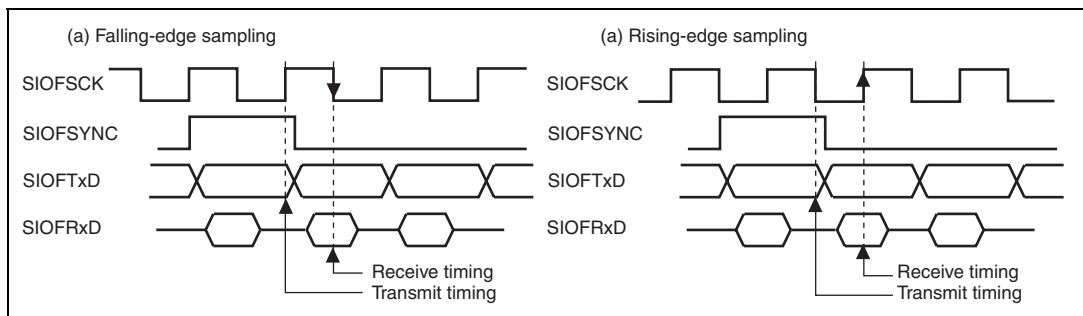 (a) Falling-edge sampling
SIOFSCK
SIOFSYNC
SIOFTxD
SIOFRxD
Receive timing
Transmit timing
(a) Rising-edge sampling
SIOFSCK
SIOFSYNC
SIOFTxD
SIOFRxD
Receive timing
Transmit timing